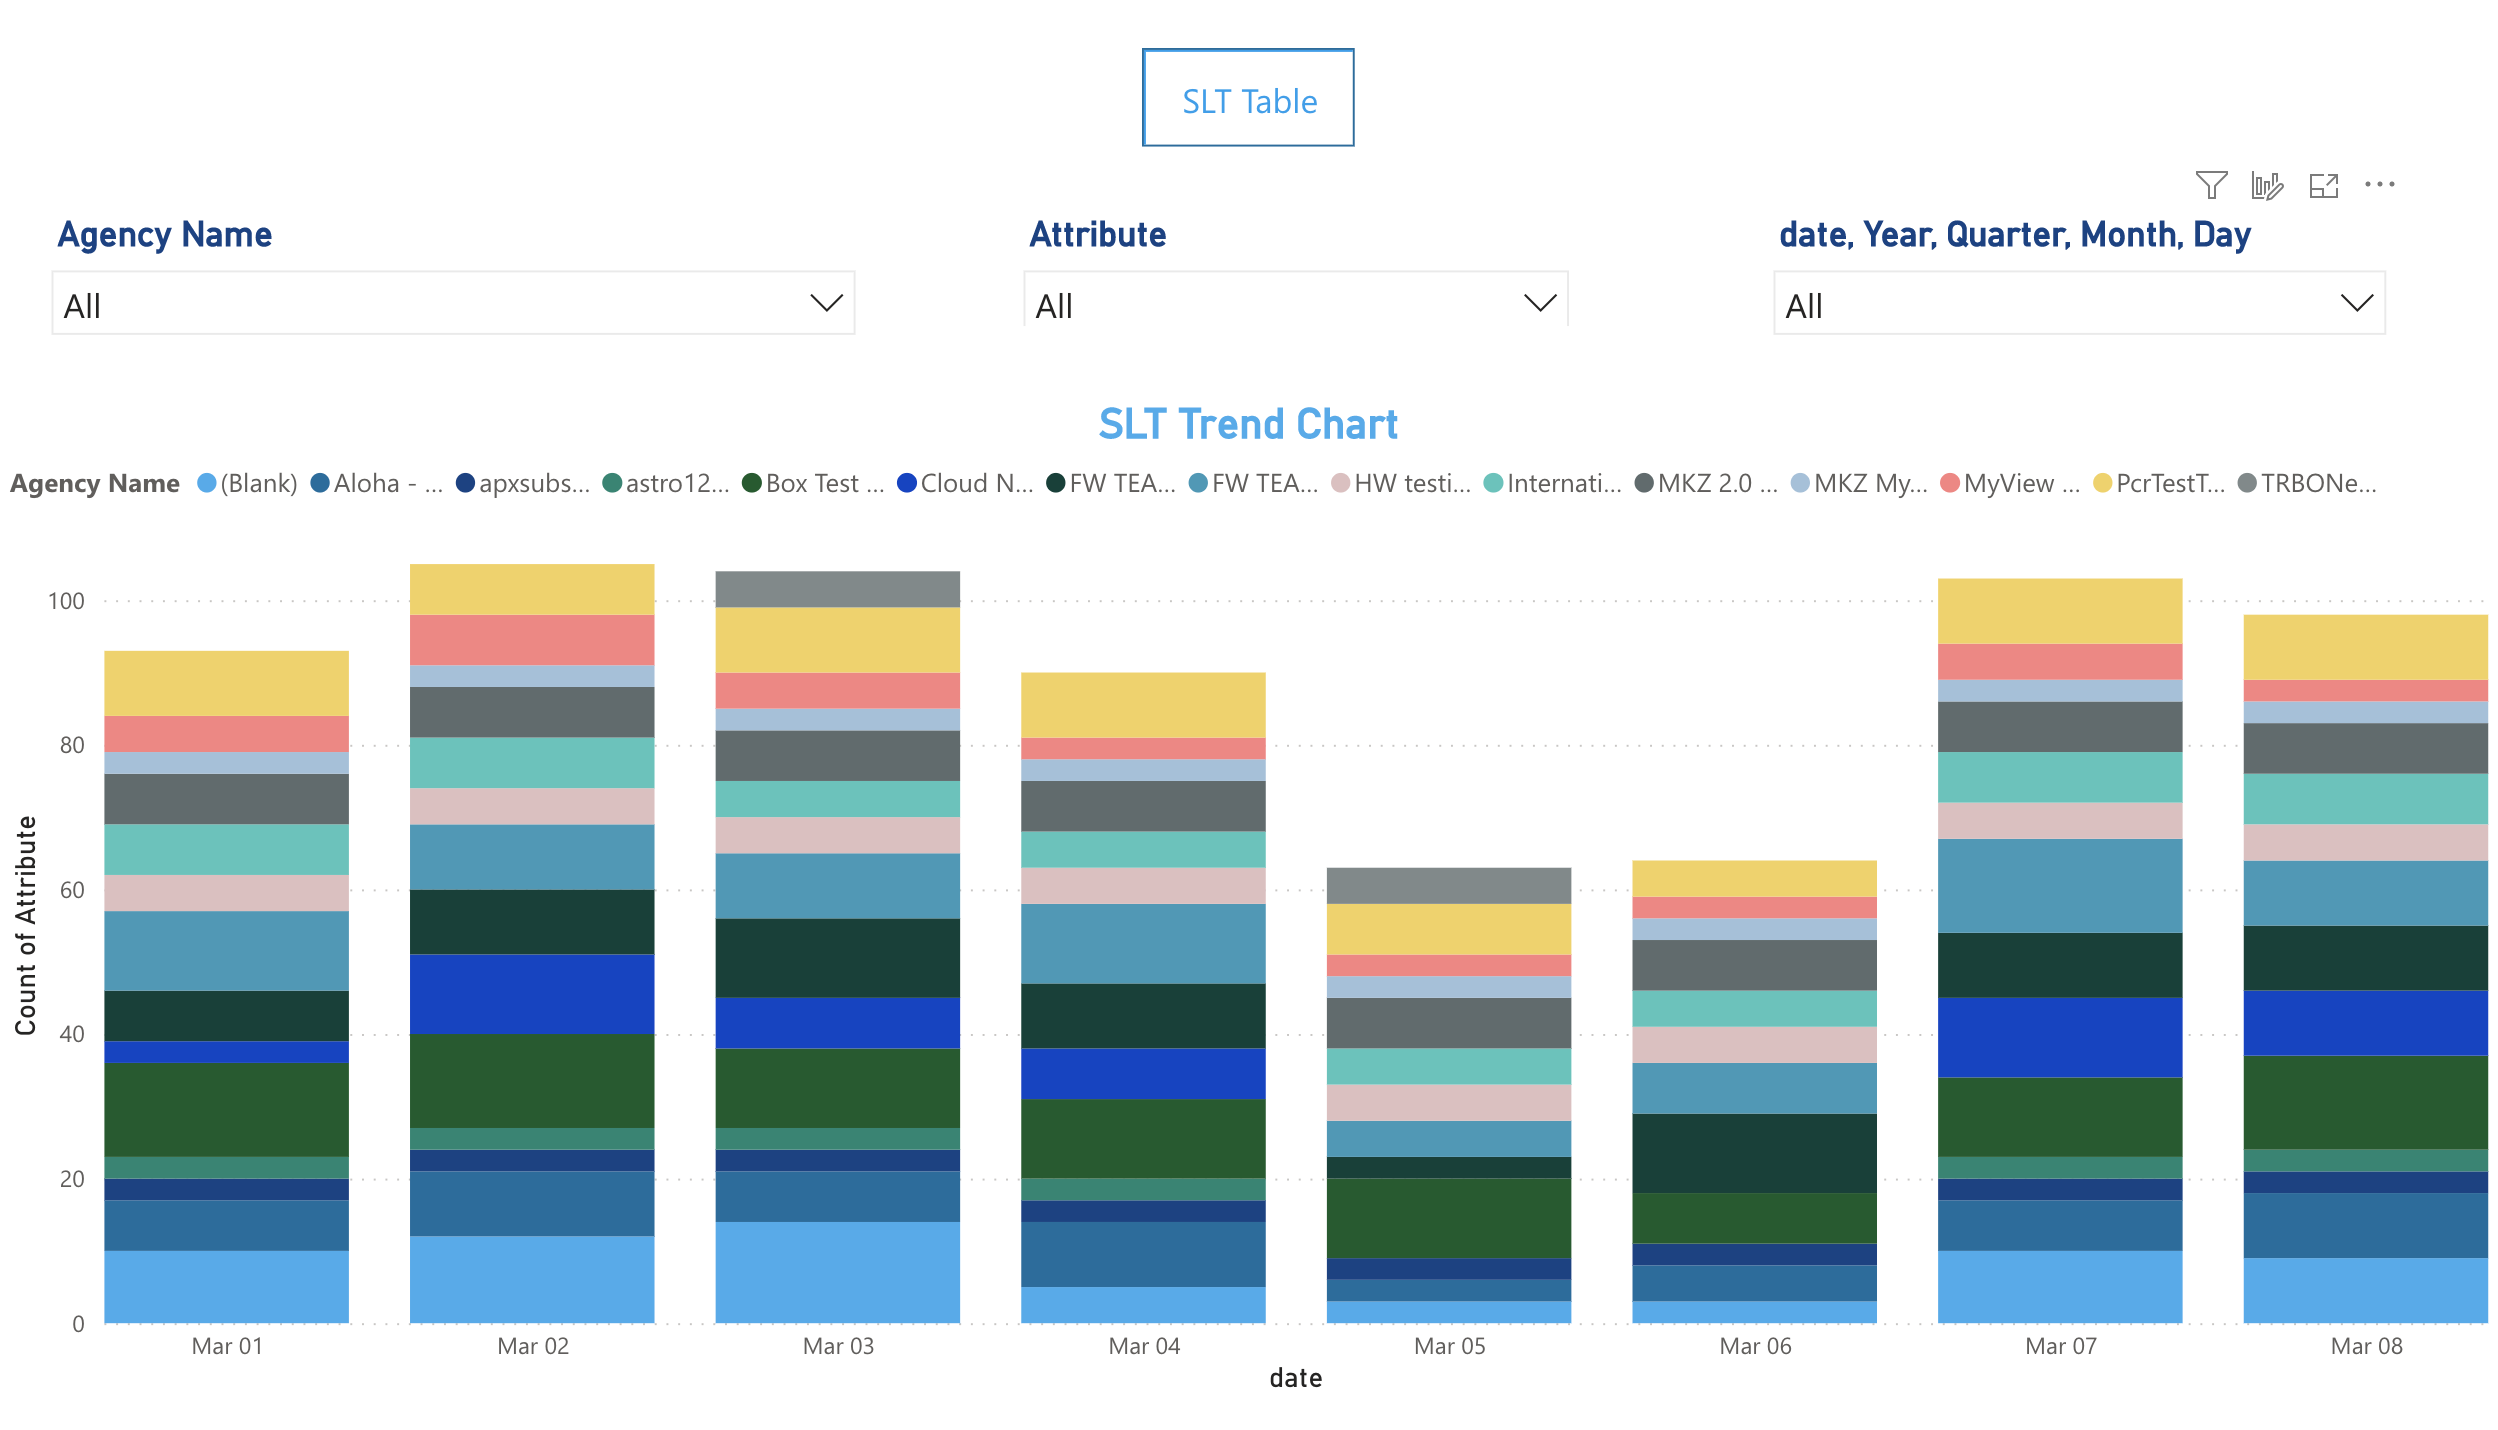 SLT Table
Agency Name
Attribute
date, Year, Quarter, Month, Day
All
All
All
SLT Trend Chart
Agency Name (Blank) Aloha - ... apxsubs... astro12... Box Test ... Cloud N... FW TEA... FW TEA... HW testi... Internati... MKZ 2.0 ... MKZ My... MyView ... PcrTestT... TRBONe...
Count of Attribute
100
80
60
40
20
0
Mar 01 Mar 02 Mar 03 Mar 04 Mar 05 Mar 06 Mar 07 Mar 08
date